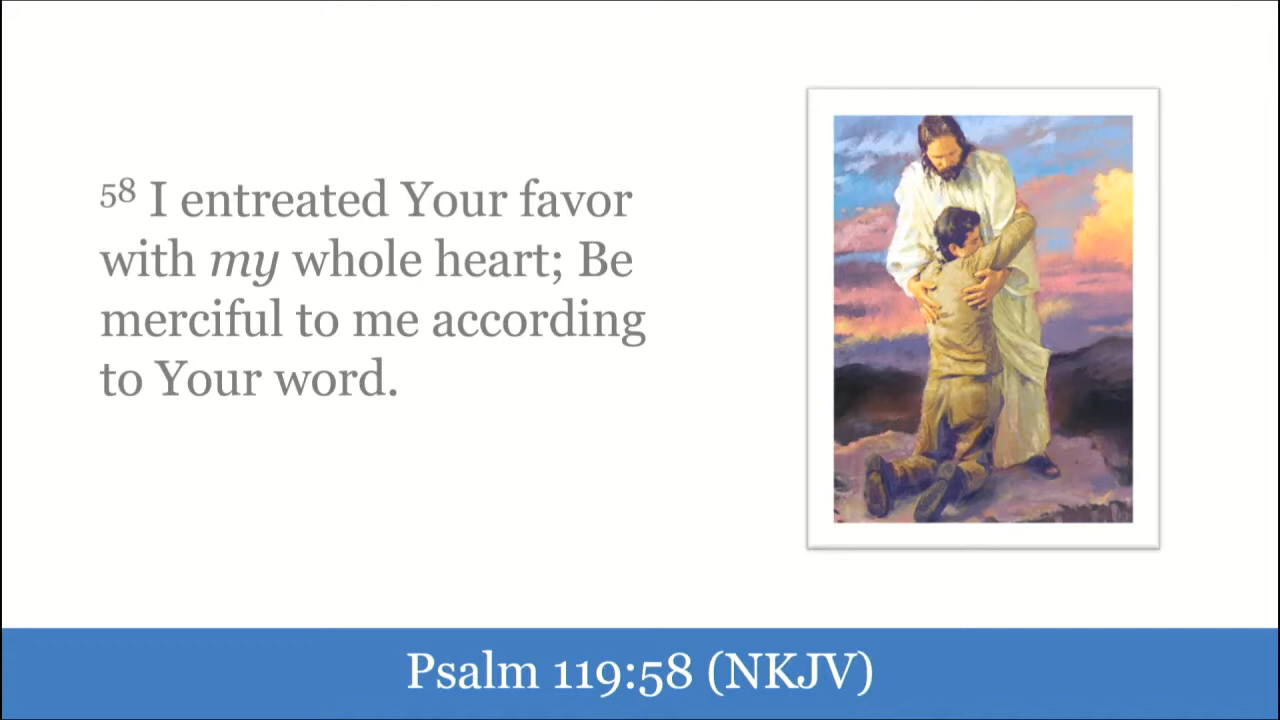 58 I entreated Your favor
with my whole heart; Be
merciful to me according
to Your word.
Psalm 119:58 (NKJV)